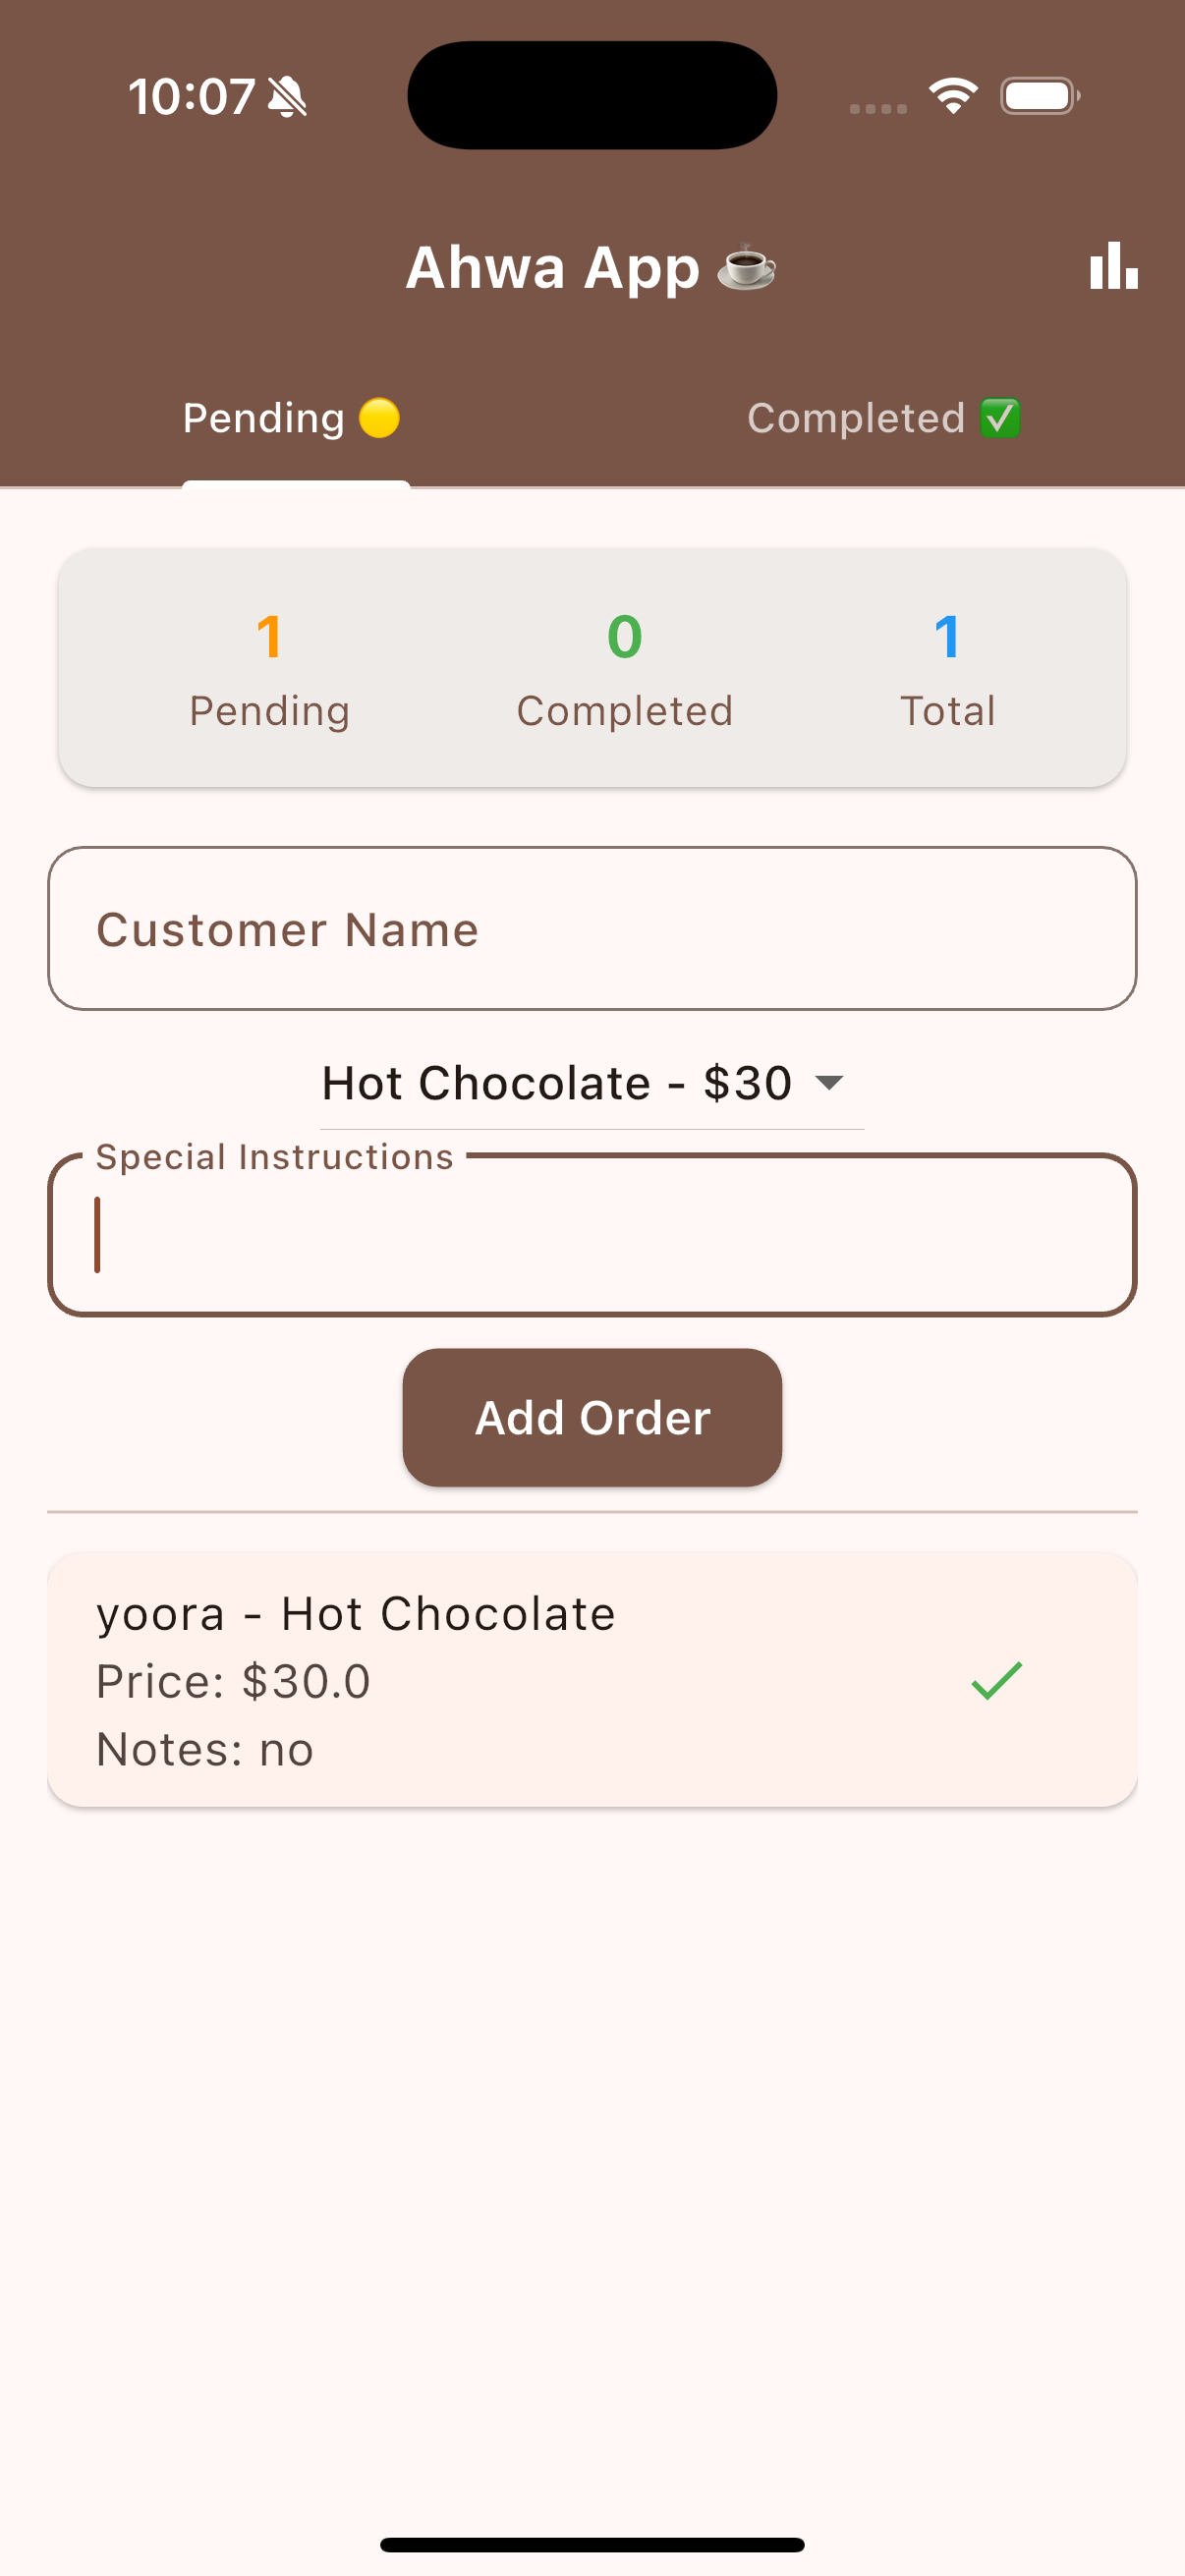 10:07
Ahwa App ☕
Pending 🟡 Completed ✅
1 0 1
Pending Completed Total
Customer Name
Hot Chocolate - $30
Special Instructions
Add Order
yoora - Hot Chocolate
Price: $30.0
Notes: no